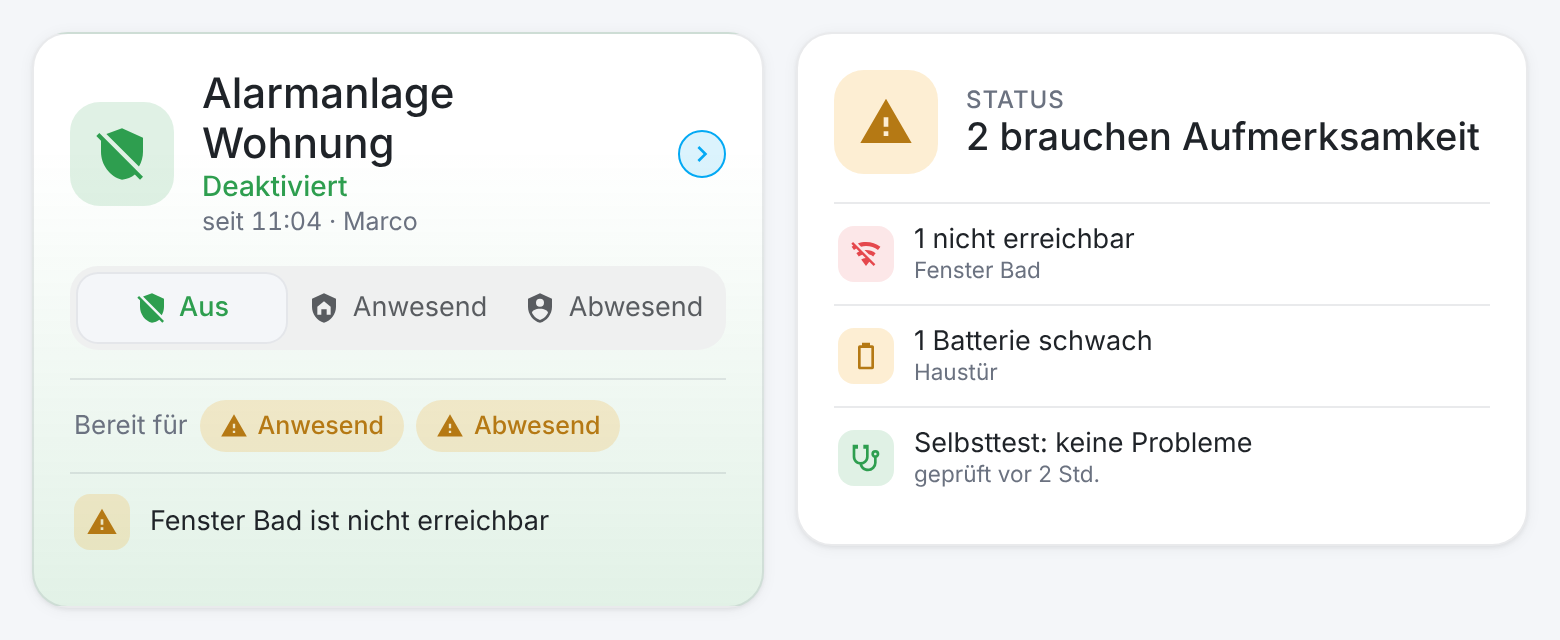 Alarmanlage
Wohnung
Deaktiviert
seit 11:04 · Marco
Aus
Anwesend
Abwesend
Bereit für
Anwesend
Abwesend
Fenster Bad ist nicht erreichbar
STATUS
2 brauchen Aufmerksamkeit
1 nicht erreichbar
Fenster Bad
1 Batterie schwach
Haustür
Selbsttest: keine Probleme
geprüft vor 2 Std.